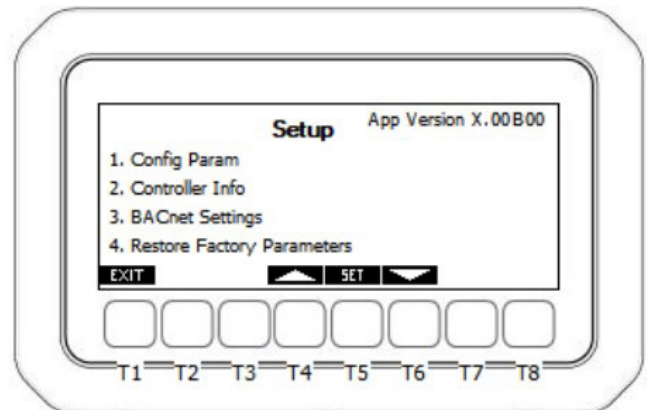 Setup App Version X.00B00
1. Config Param
2. Controller Info
3. BACnet Settings
4. Restore Factory Parameters
EXIT SET
T1 T2 T3 T4 T5 T6 T7 T8